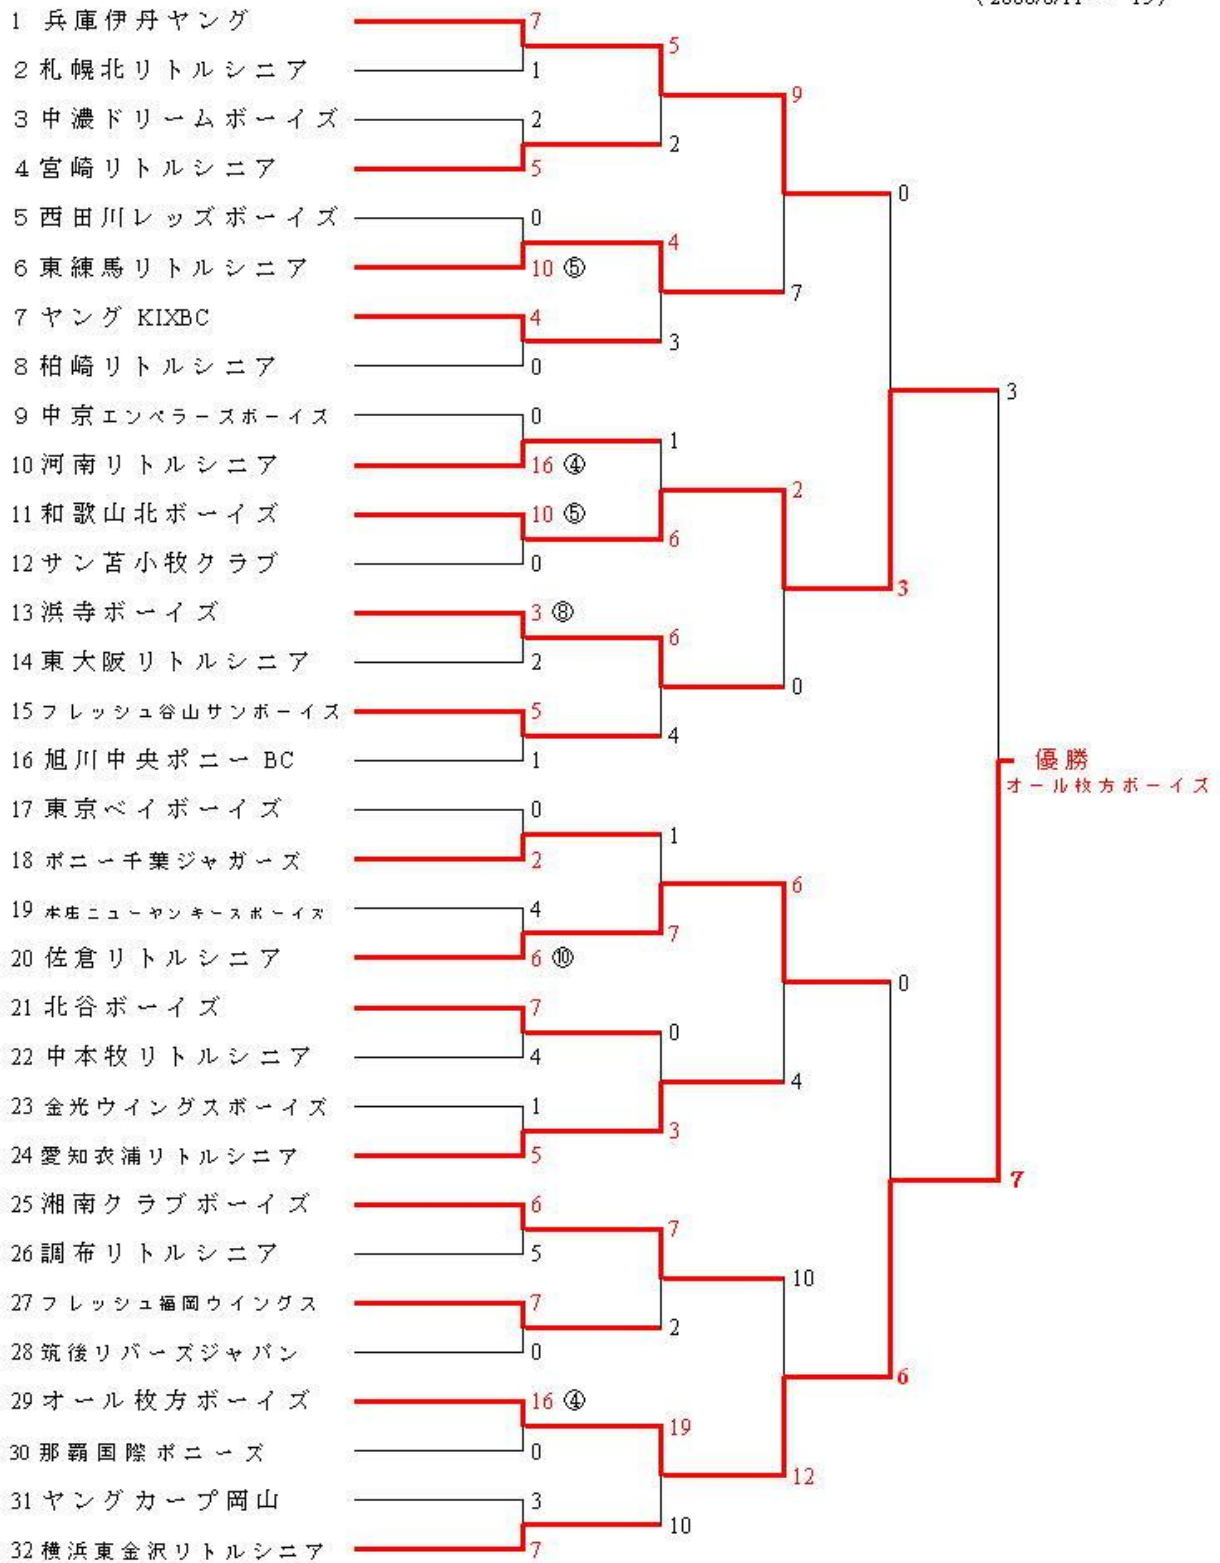 1 兵庫伊丹ヤング
7
5
2 札幌北リトルシニア
1
9
3 中濃ドリームボーイズ
2
2
4 宮崎リトルシニア
5
0
5 西田川レッズボーイズ
0
4
6 東練馬リトルシニア
10 ⑤
7
7 ヤング KIXBC
4
3
8 柏崎リトルシニア
0
3
9 中京エンペラーズボーイズ
0
1
10 河南リトルシニア
16 ④
2
11 和歌山北ボーイズ
10 ⑤
6
12 サン苫小牧クラブ
0
3
13 浜寺ボーイズ
3 ⑧
6
14 東大阪リトルシニア
2
0
15 フレッシュ谷山サンボーイズ
5
4
16 旭川中央ポニー BC
1
優勝
オール枚方ボーイズ
17 東京ベイボーイズ
0
1
18 ポニー千葉ジャガーズ
2
6
19 本庄ニューヤンキースボーイズ
4
7
20 佐倉リトルシニア
6 ⑩
0
21 北谷ボーイズ
7
0
22 中本牧リトルシニア
4
4
23 金光ウイングスボーイズ
1
3
24 愛知衣浦リトルシニア
5
7
25 湘南クラブボーイズ
6
7
26 調布リトルシニア
5
10
27 フレッシュ福岡ウイングス
7
2
28 筑後リバーズジャパン
0
6
29 オール枚方ボーイズ
16 ④
19
30 那覇国際ポニーズ
0
12
31 ヤングカープ岡山
3
10
32 横浜東金沢リトルシニア
7